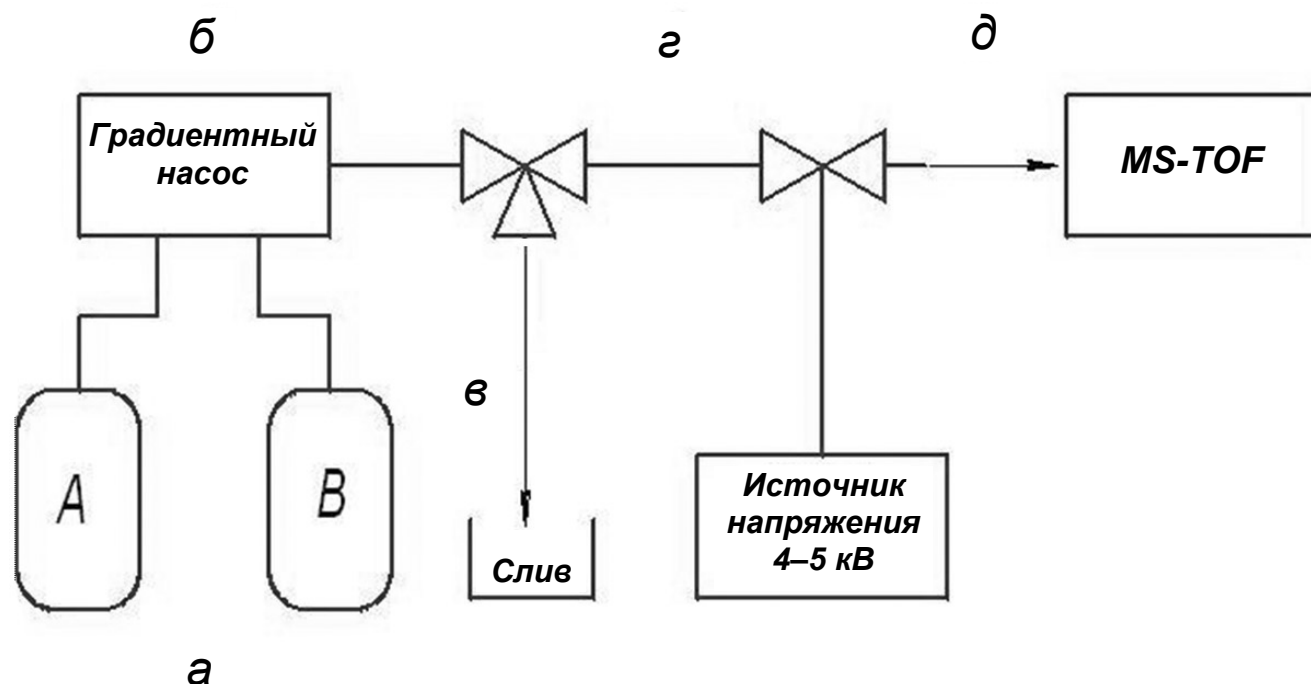 б
г
д
Градиентный
насос
MS-TOF
в
A
B
Слив
Источник
напряжения
4–5 кВ
а